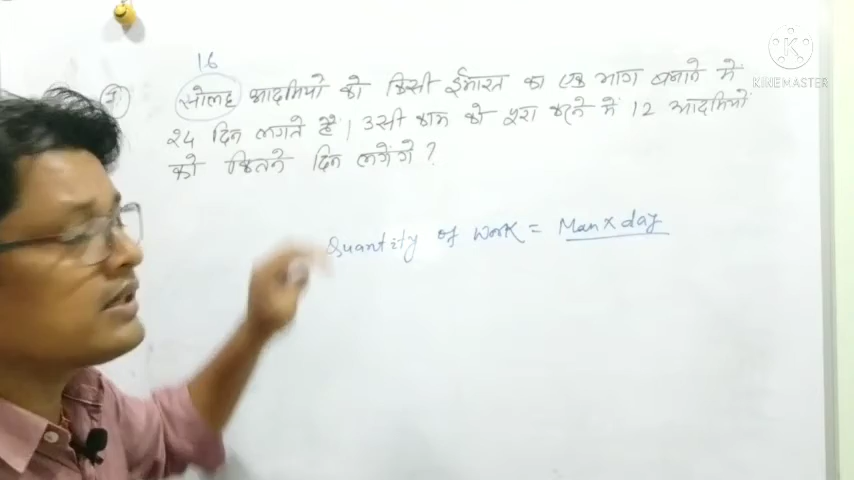 16
सोलह आदमियों को किसी ईमारत का एक भाग बनाने में
24 दिन लगते हैं। उसी काम को पूरा करने में 12 आदमियों
को कितने दिन लगेंगे ?
Quantity of work = Man x day
KINEMASTER